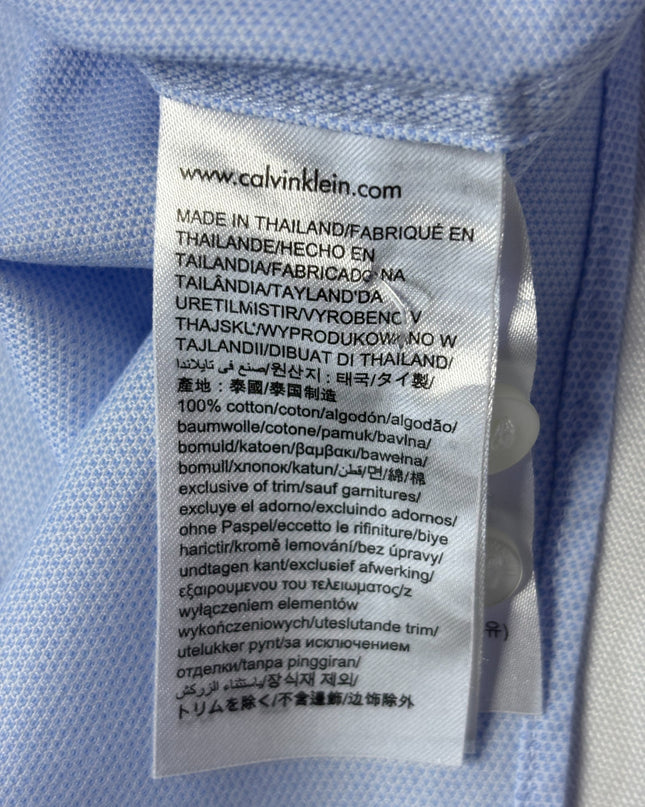 www.calvinklein.com
MADE IN THAILAND/FABRIQUÉ EN
THAILANDE/HECHO EN
TAILANDIA/FABRICADO NA
TAILÂNDIA/TAYLAND'DA
URETILMISTIR/VYROBENO V
THAJSKU/WYPRODUKOWANO W
TAJLANDII/DIBUAT DI THAILAND/
صنع في تايلاندا/원산지 : 태국/タイ製/
產地 : 泰國/泰国制造
100% cotton/coton/algodón/algodão/
baumwolle/cotone/pamuk/bavlna/
bomuld/katoen/βαμβακι/bawełna/
bomull/хлопок/katun/قطن/면/綿/棉
exclusive of trim/sauf garnitures/
excluye el adorno/excluindo adornos/
ohne Paspel/eccetto le rifiniture/biye
harictir/kromě lemování/bez úpravy/
undtagen kant/exclusief afwerking/
εξαιρουμενου του τελειωματος/z
wyłączeniem elementów
wykończeniowych/uteslutande trim/
utelukker pynt/за исключением
отделки/tanpa pinggiran/
باستثناء الزركش/장식재 제외/
トリムを除く/不含邊飾/边饰除外
유)